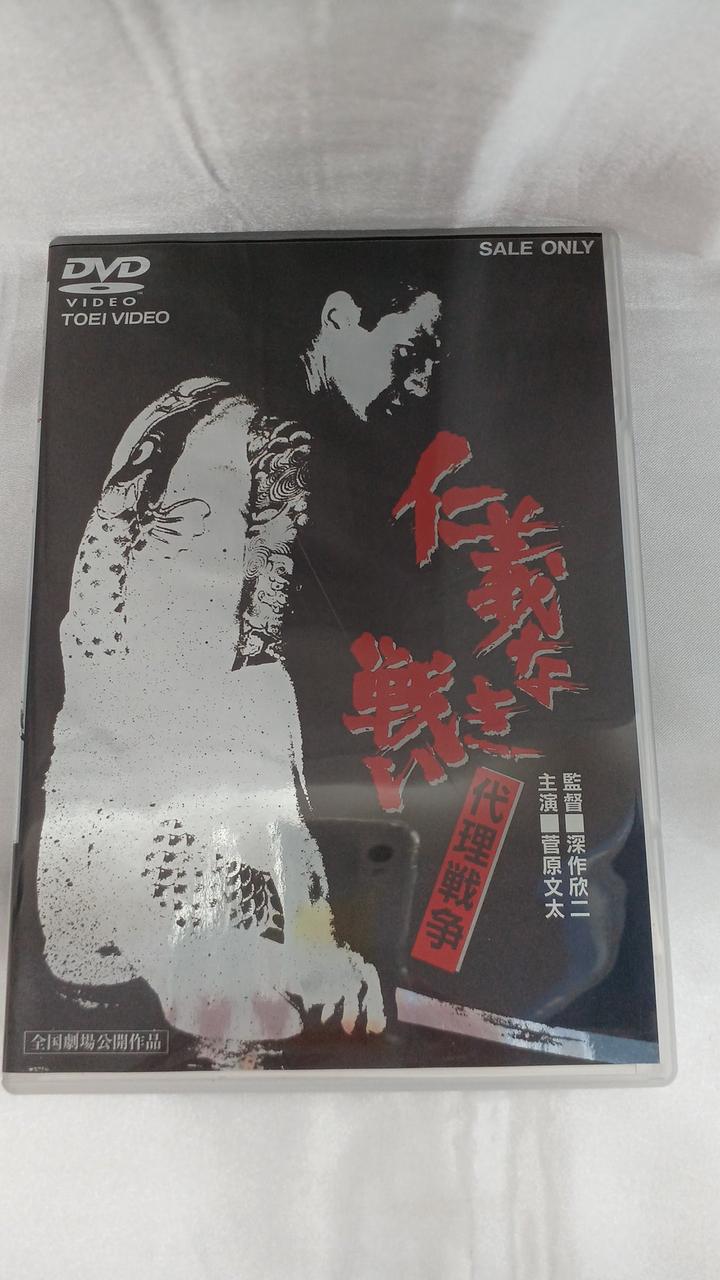 DVD
VIDEO
TOEI VIDEO
SALE ONLY
仁義なき
戦い
代理戦争
監督■深作欣二
主演■菅原文太
全国劇場公開作品